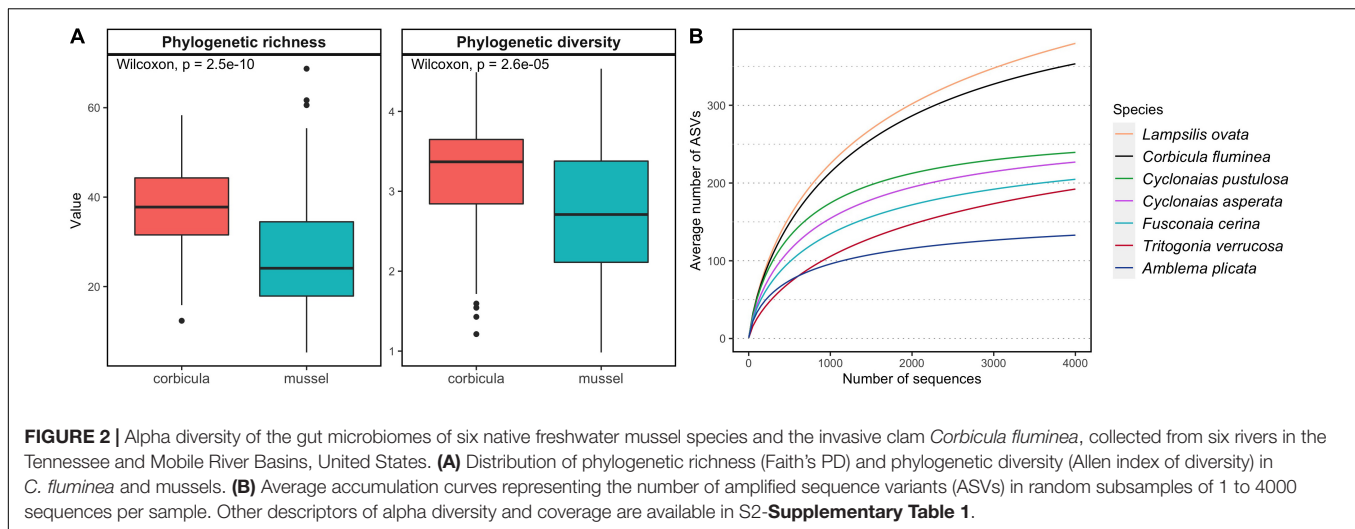 A
Phylogenetic richness
Wilcoxon, p = 2.5e-10
Value
60
40
20
corbicula
mussel
Phylogenetic diversity
Wilcoxon, p = 2.6e-05
4
3
2
1
corbicula
mussel
B
Average number of ASVs
300
200
100
0
0
1000
2000
3000
4000
Number of sequences
Species
Lampsilis ovata
Corbicula fluminea
Cyclonaias pustulosa
Cyclonaias asperata
Fusconaia cerina
Tritogonia verrucosa
Amblema plicata
FIGURE 2 | Alpha diversity of the gut microbiomes of six native freshwater mussel species and the invasive clam Corbicula fluminea, collected from six rivers in the
Tennessee and Mobile River Basins, United States. (A) Distribution of phylogenetic richness (Faith's PD) and phylogenetic diversity (Allen index of diversity) in
C. fluminea and mussels. (B) Average accumulation curves representing the number of amplified sequence variants (ASVs) in random subsamples of 1 to 4000
sequences per sample. Other descriptors of alpha diversity and coverage are available in S2-Supplementary Table 1.